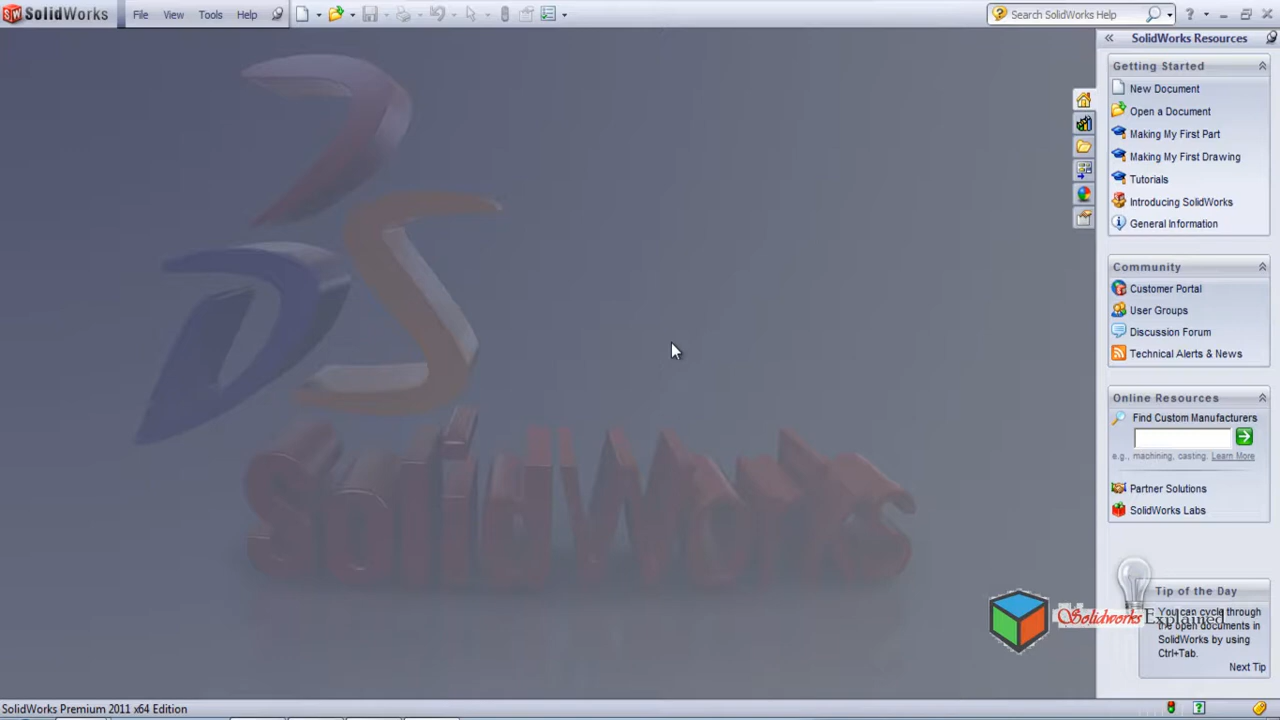 SolidWorks File View Tools Help Search SolidWorks Help
SolidWorks Resources
Getting Started
New Document
Open a Document
Making My First Part
Making My First Drawing
Tutorials
Introducing SolidWorks
General Information
Community
Customer Portal
User Groups
Discussion Forum
Technical Alerts & News
Online Resources
Find Custom Manufacturers
e.g., machining, casting. Learn More
Partner Solutions
SolidWorks Labs
SolidWorks
Tip of the Day
You can cycle through
the open documents in
SolidWorks by using
Ctrl+Tab.
Next Tip
Solidworks Explained
SolidWorks Premium 2011 x64 Edition